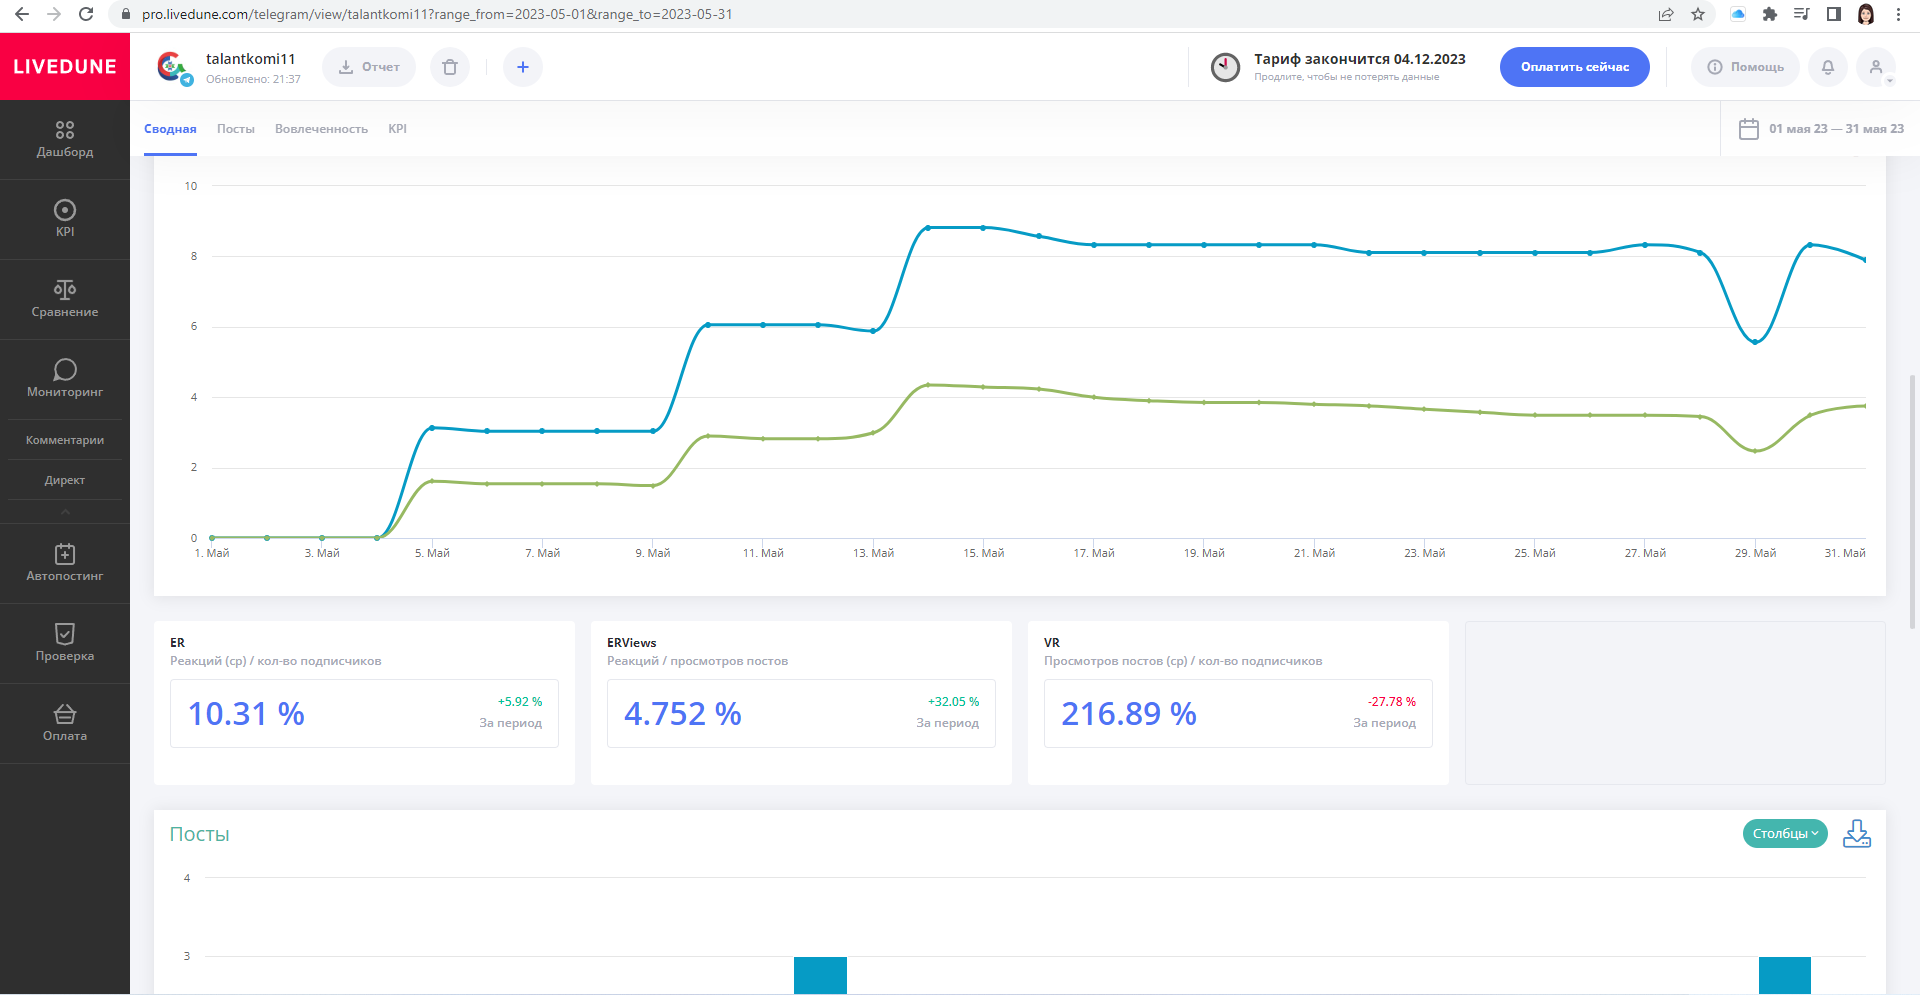 pro.livedune.com/telegram/view/talantkomi11?range_from=2023-05-01&range_to=2023-05-31
LIVEDUNE
talantkomi11
Обновлено: 21:37
Отчет
Тариф закончится 04.12.2023
Продлите, чтобы не потерять данные
Оплатить сейчас
Помощь
Сводная Посты Вовлеченность KPI
01 мая 23 — 31 мая 23
Дашборд
KPI
Сравнение
Мониторинг
Комментарии
Директ
Автопостинг
Проверка
Оплата
10
8
6
4
2
0
1. Май 3. Май 5. Май 7. Май 9. Май 11. Май 13. Май 15. Май 17. Май 19. Май 21. Май 23. Май 25. Май 27. Май 29. Май 31. Май
ER
Реакций (ср) / кол-во подписчиков
10.31 %
+5.92 %
За период
ERViews
Реакций / просмотров постов
4.752 %
+32.05 %
За период
VR
Просмотров постов (ср) / кол-во подписчиков
216.89 %
-27.78 %
За период
Посты
Столбцы
4
3